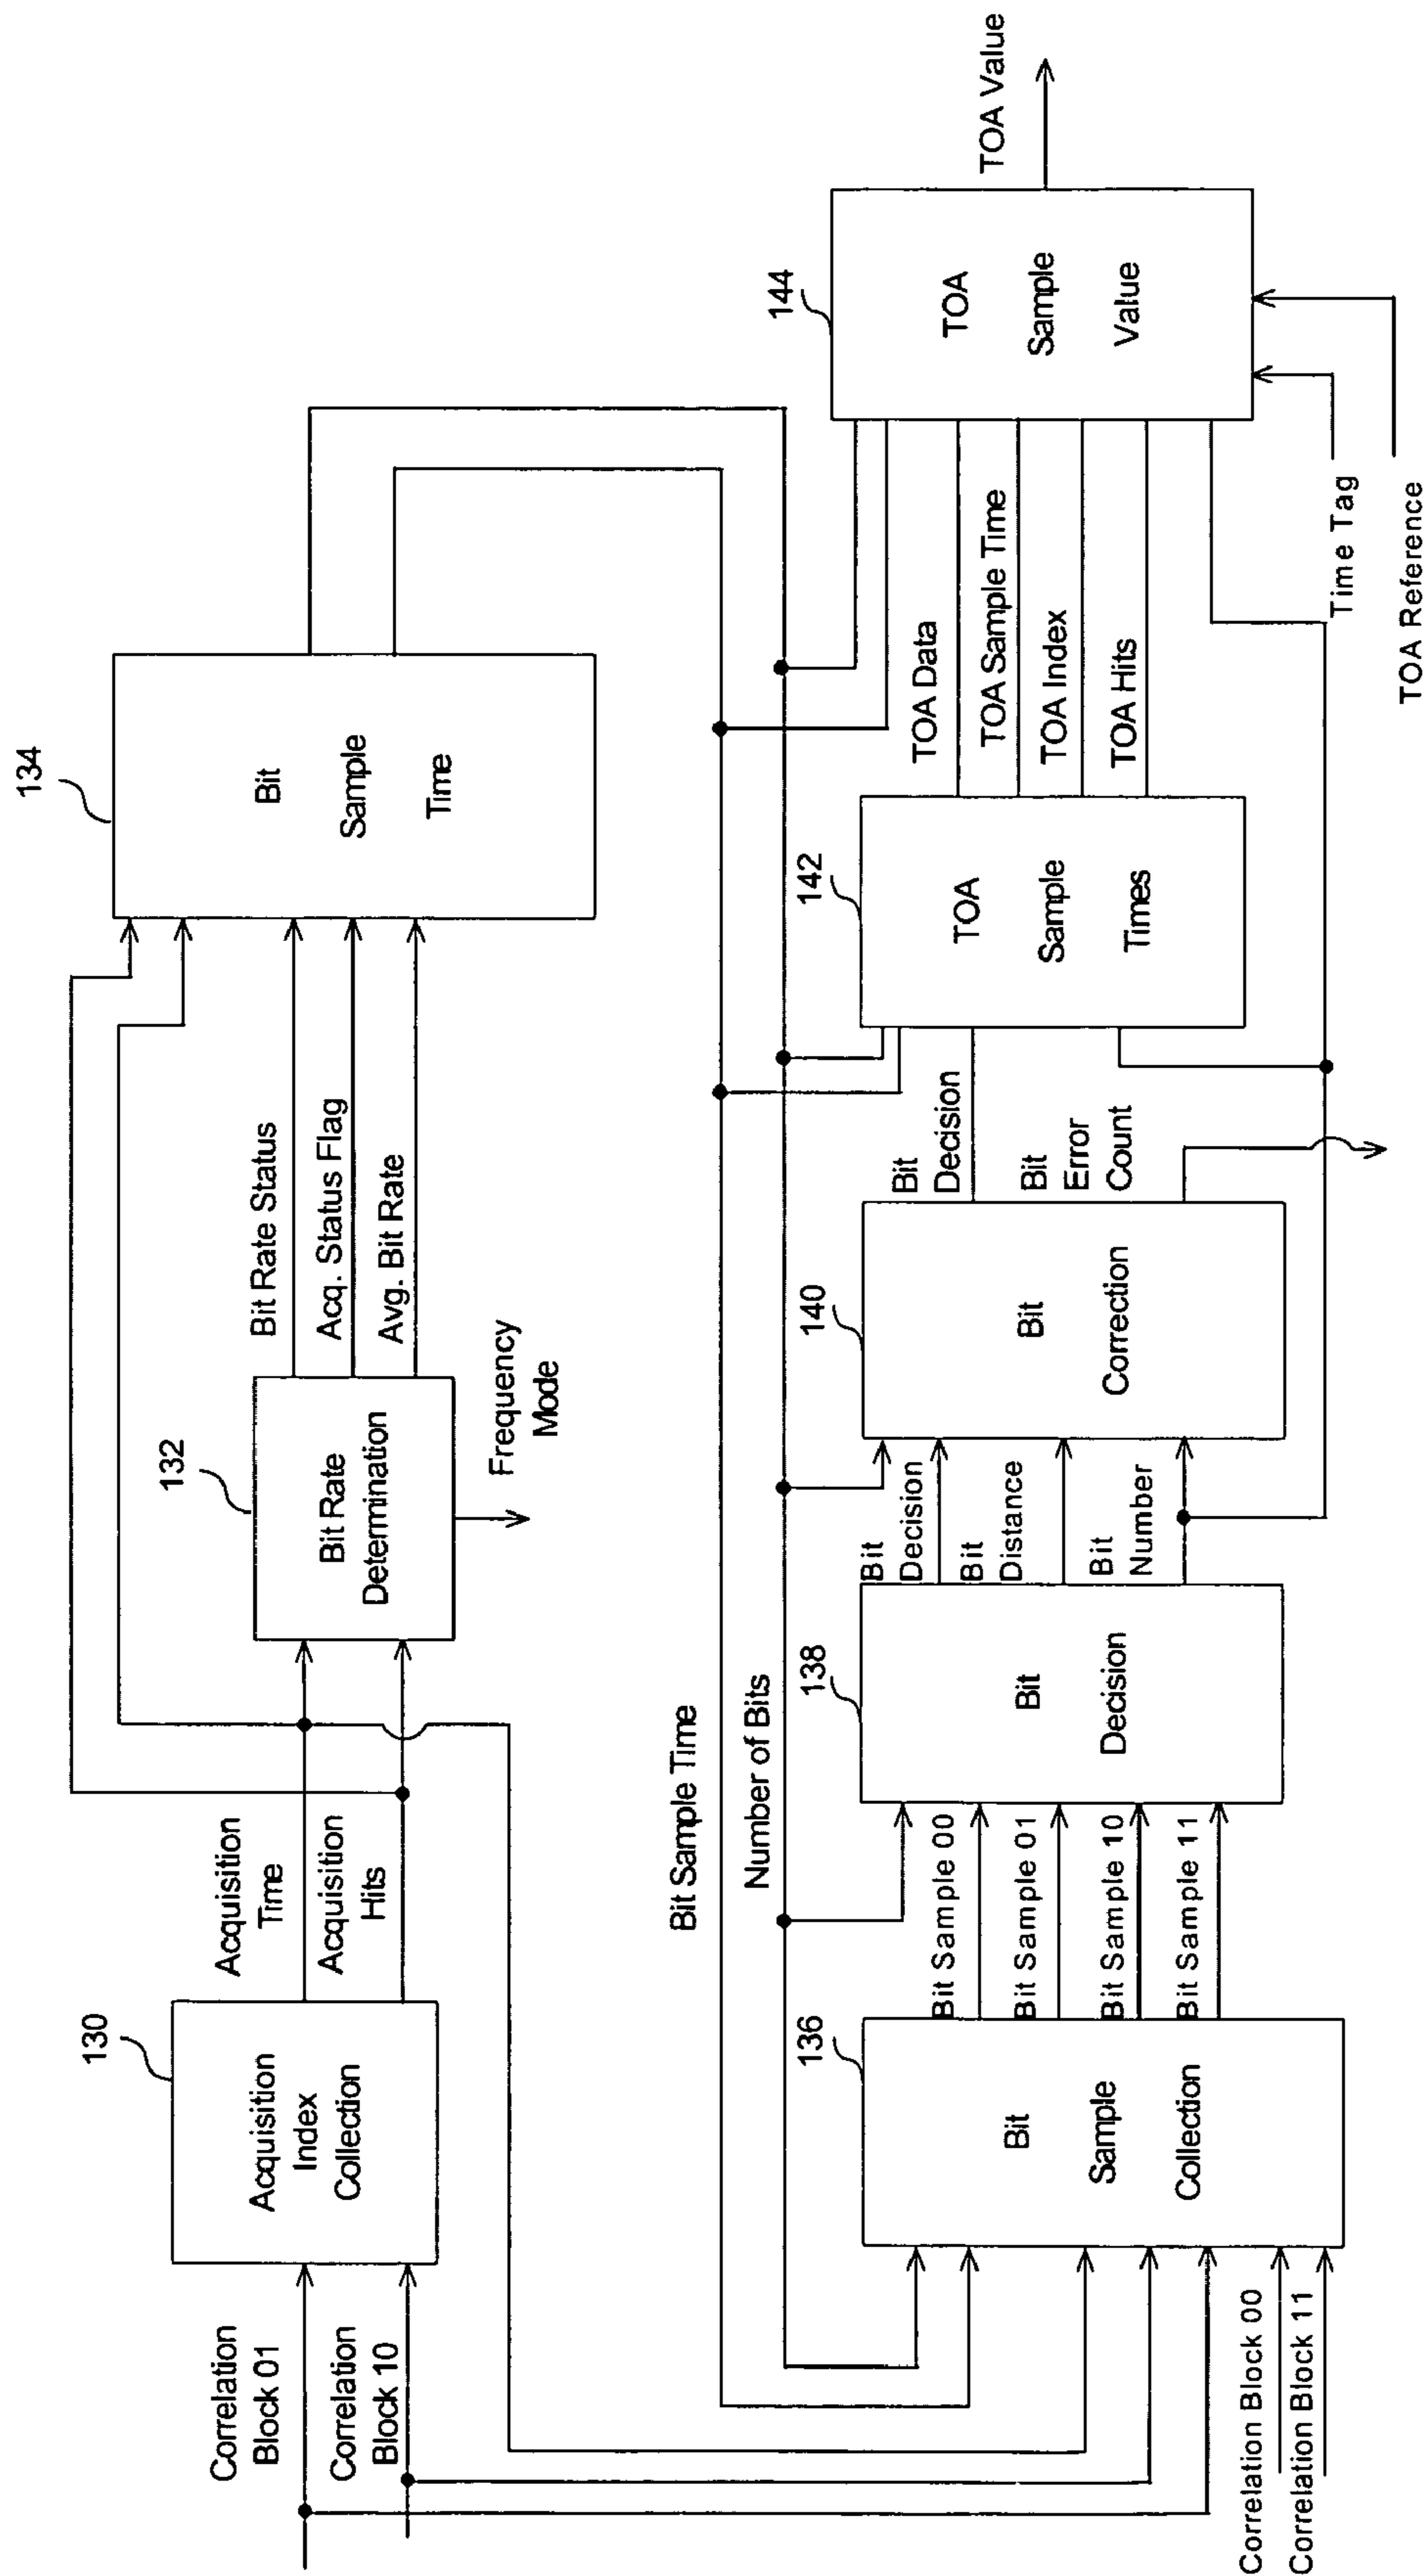 Correlation
Block 01
Correlation
Block 10
130
Acquisition
Index
Collection
Acquisition
Time
Acquisition
Hits
132
Bit Rate
Determination
Frequency
Mode
Bit Rate Status
Acq. Status Flag
Avg. Bit Rate
134
Bit
Sample
Time
Bit Sample Time
Number of Bits
Correlation Block 00
Correlation Block 11
136
Bit
Sample
Collection
Bit Sample 00
Bit Sample 01
Bit Sample 10
Bit Sample 11
138
Bit
Decision
Bit
Decision
Bit
Distance
Bit
Number
140
Bit
Correction
Bit
Decision
Bit
Error
Count
142
TOA
Sample
Times
TOA Data
TOA Sample Time
TOA Index
TOA Hits
144
TOA
Sample
Value
TOA Value
Time Tag
TOA Reference